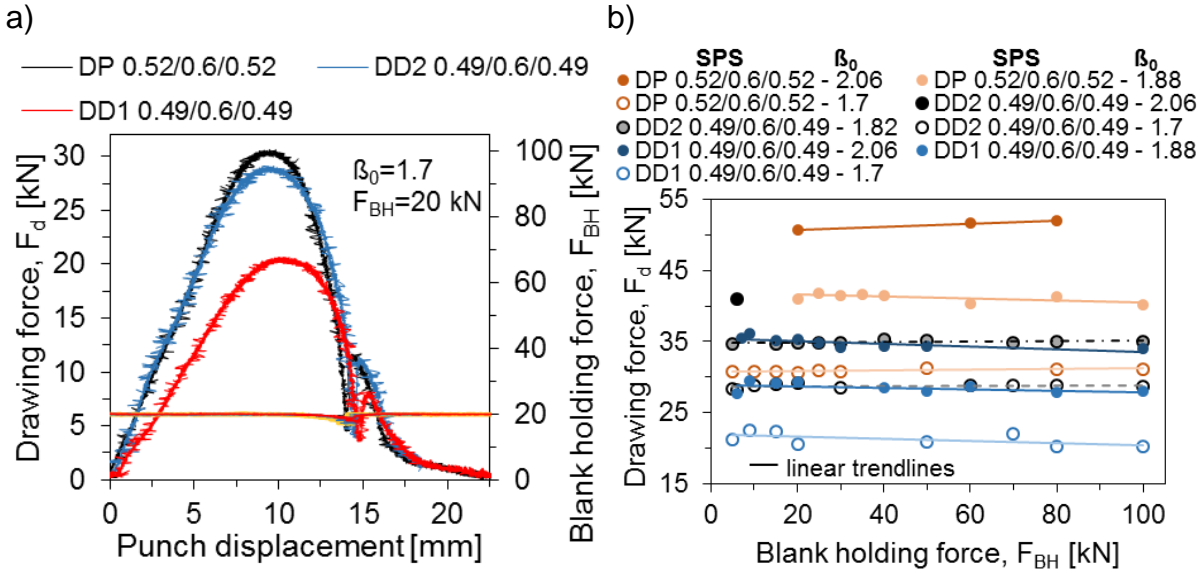 a)
DP 0.52/0.6/0.52
DD2 0.49/0.6/0.49
DD1 0.49/0.6/0.49
Drawing force, Fd [kN]
30
25
20
15
10
5
0
ß0=1.7
FBH=20 kN
100
80
60
40
20
0
Blank holding force, FBH [kN]
0 5 10 15 20
Punch displacement [mm]
b)
SPS ß0 SPS ß0
DP 0.52/0.6/0.52 - 2.06 DP 0.52/0.6/0.52 - 1.88
DP 0.52/0.6/0.52 - 1.7 DD2 0.49/0.6/0.49 - 2.06
DD2 0.49/0.6/0.49 - 1.82 DD2 0.49/0.6/0.49 - 1.7
DD1 0.49/0.6/0.49 - 2.06 DD1 0.49/0.6/0.49 - 1.88
DD1 0.49/0.6/0.49 - 1.7
Drawing force, Fd [kN]
55
45
35
25
15
linear trendlines
0 20 40 60 80 100
Blank holding force, FBH [kN]